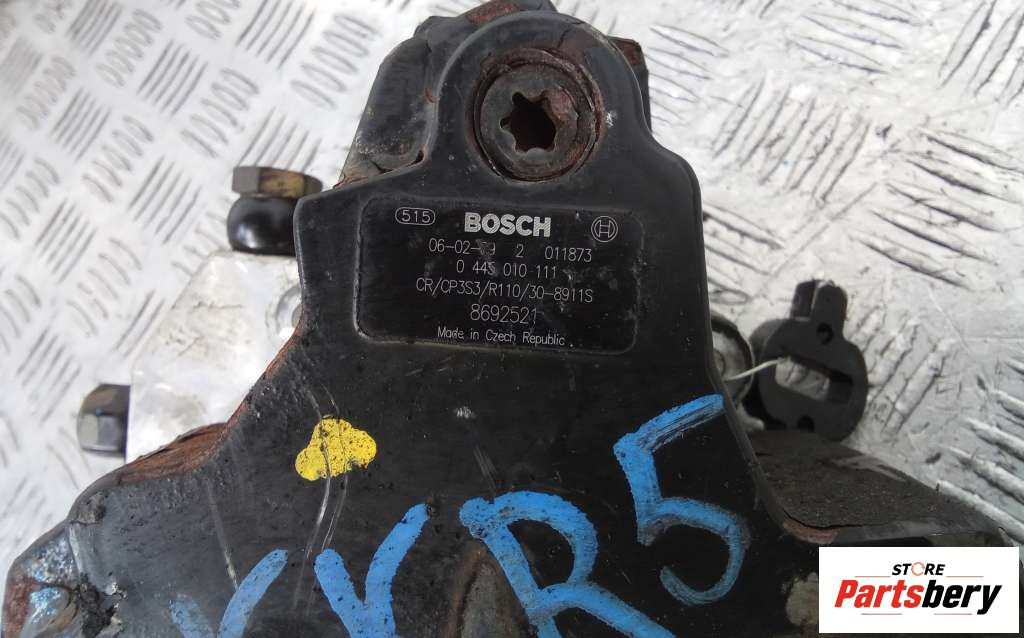 515 BOSCH
2 011873
0 445 010 111
CR/CP3S3/R110/30-8911S
8692521
Made in Czech Republic
5
R
STORE
Partsbery